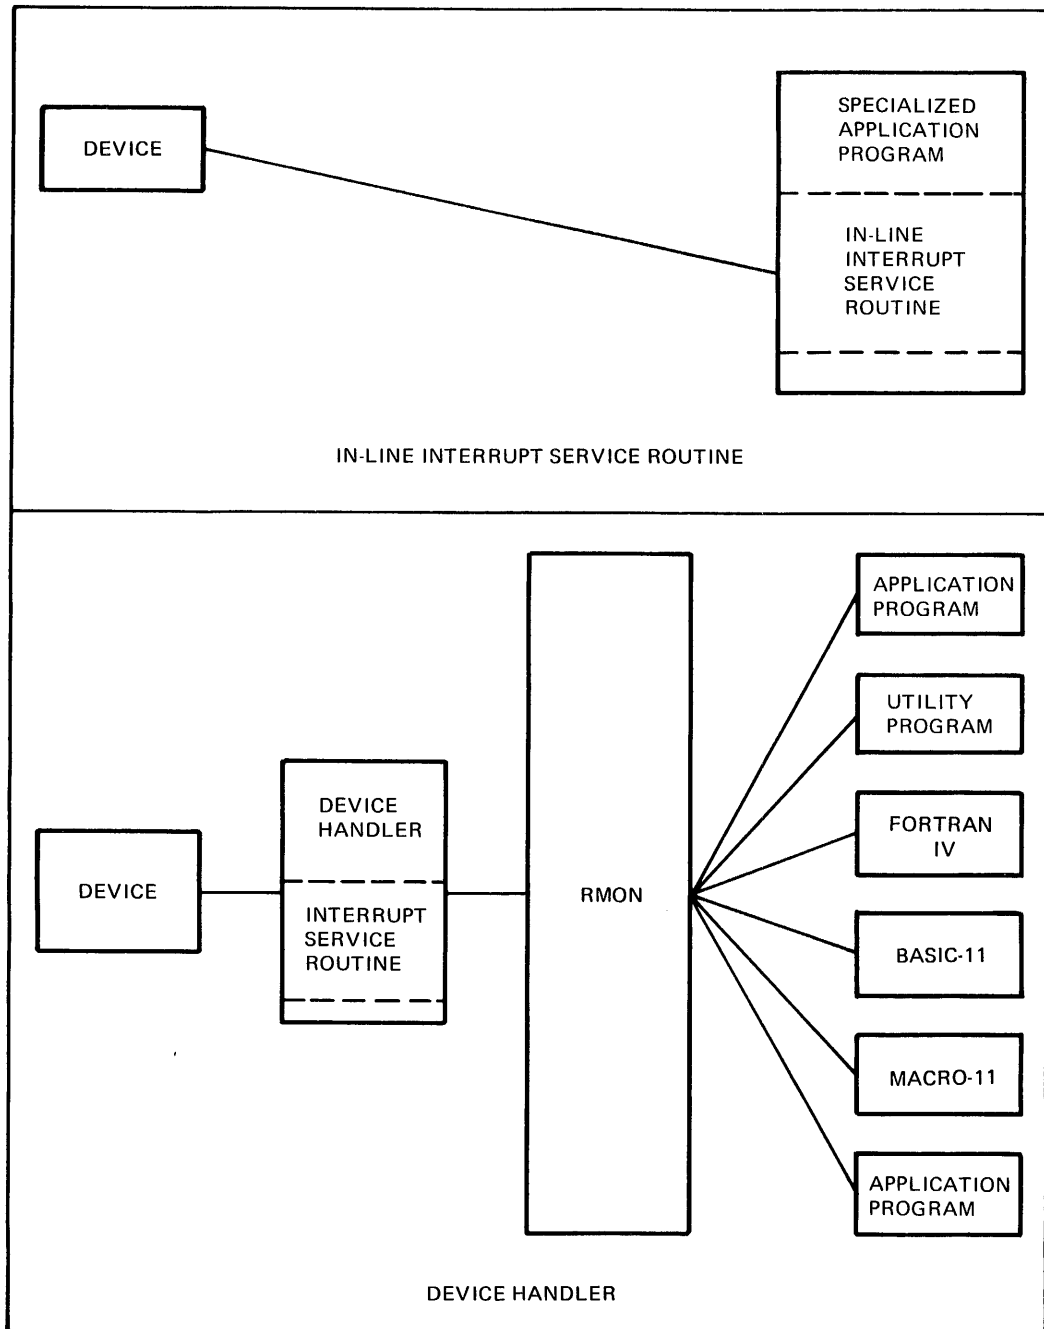 DEVICE
SPECIALIZED
APPLICATION
PROGRAM
IN-LINE
INTERRUPT
SERVICE
ROUTINE
IN-LINE INTERRUPT SERVICE ROUTINE
DEVICE
DEVICE
HANDLER
INTERRUPT
SERVICE
ROUTINE
RMON
APPLICATION
PROGRAM
UTILITY
PROGRAM
FORTRAN
IV
BASIC-11
MACRO-11
APPLICATION
PROGRAM
DEVICE HANDLER